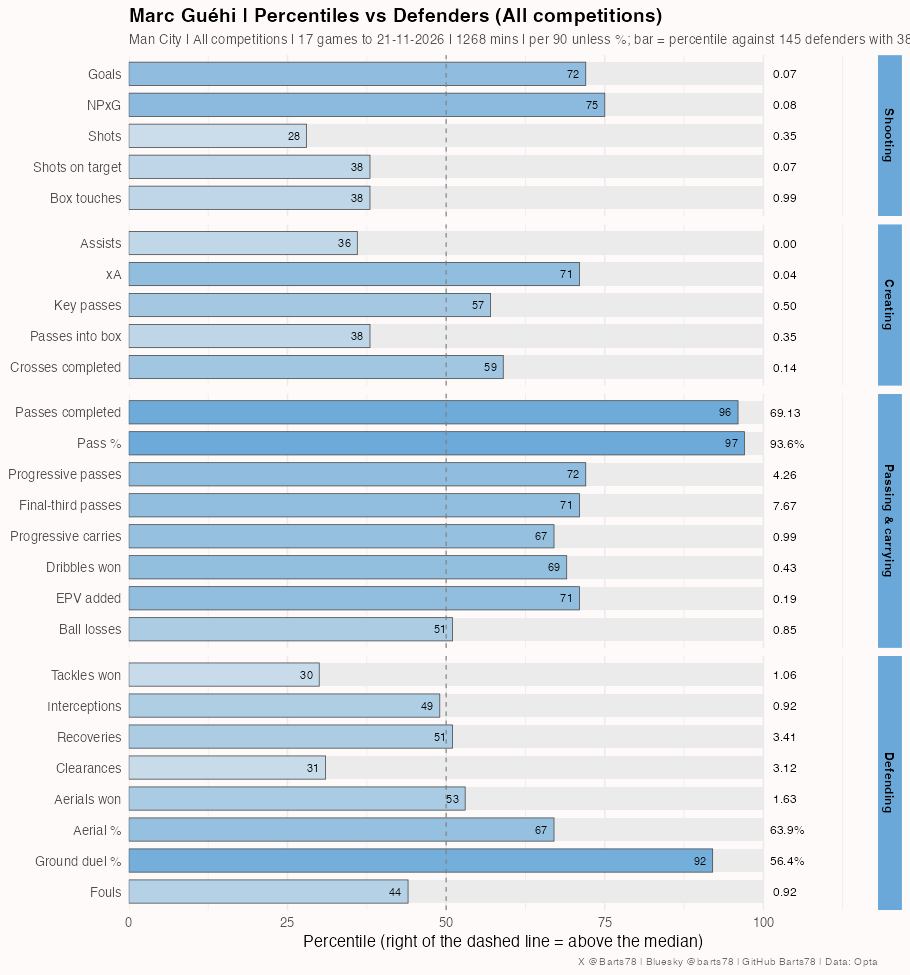 Marc Guéhi | Percentiles vs Defenders (All competitions)
Man City | All competitions | 17 games to 21-11-2026 | 1268 mins | per 90 unless %; bar = percentile against 145 defenders with 38
Goals 72 0.07
NPxG 75 0.08
Shots 28 0.35
Shots on target 38 0.07
Box touches 38 0.99
Shooting
Assists 36 0.00
xA 71 0.04
Key passes 57 0.50
Passes into box 38 0.35
Crosses completed 59 0.14
Creating
Passes completed 96 69.13
Pass % 97 93.6%
Progressive passes 72 4.26
Final-third passes 71 7.67
Progressive carries 67 0.99
Dribbles won 69 0.43
EPV added 71 0.19
Ball losses 51 0.85
Passing & carrying
Tackles won 30 1.06
Interceptions 49 0.92
Recoveries 51 3.41
Clearances 31 3.12
Aerials won 53 1.63
Aerial % 67 63.9%
Ground duel % 92 56.4%
Fouls 44 0.92
Defending
0 25 50 75 100
Percentile (right of the dashed line = above the median)
X @Barts78 | Bluesky @barts78 | GitHub Barts78 | Data: Opta